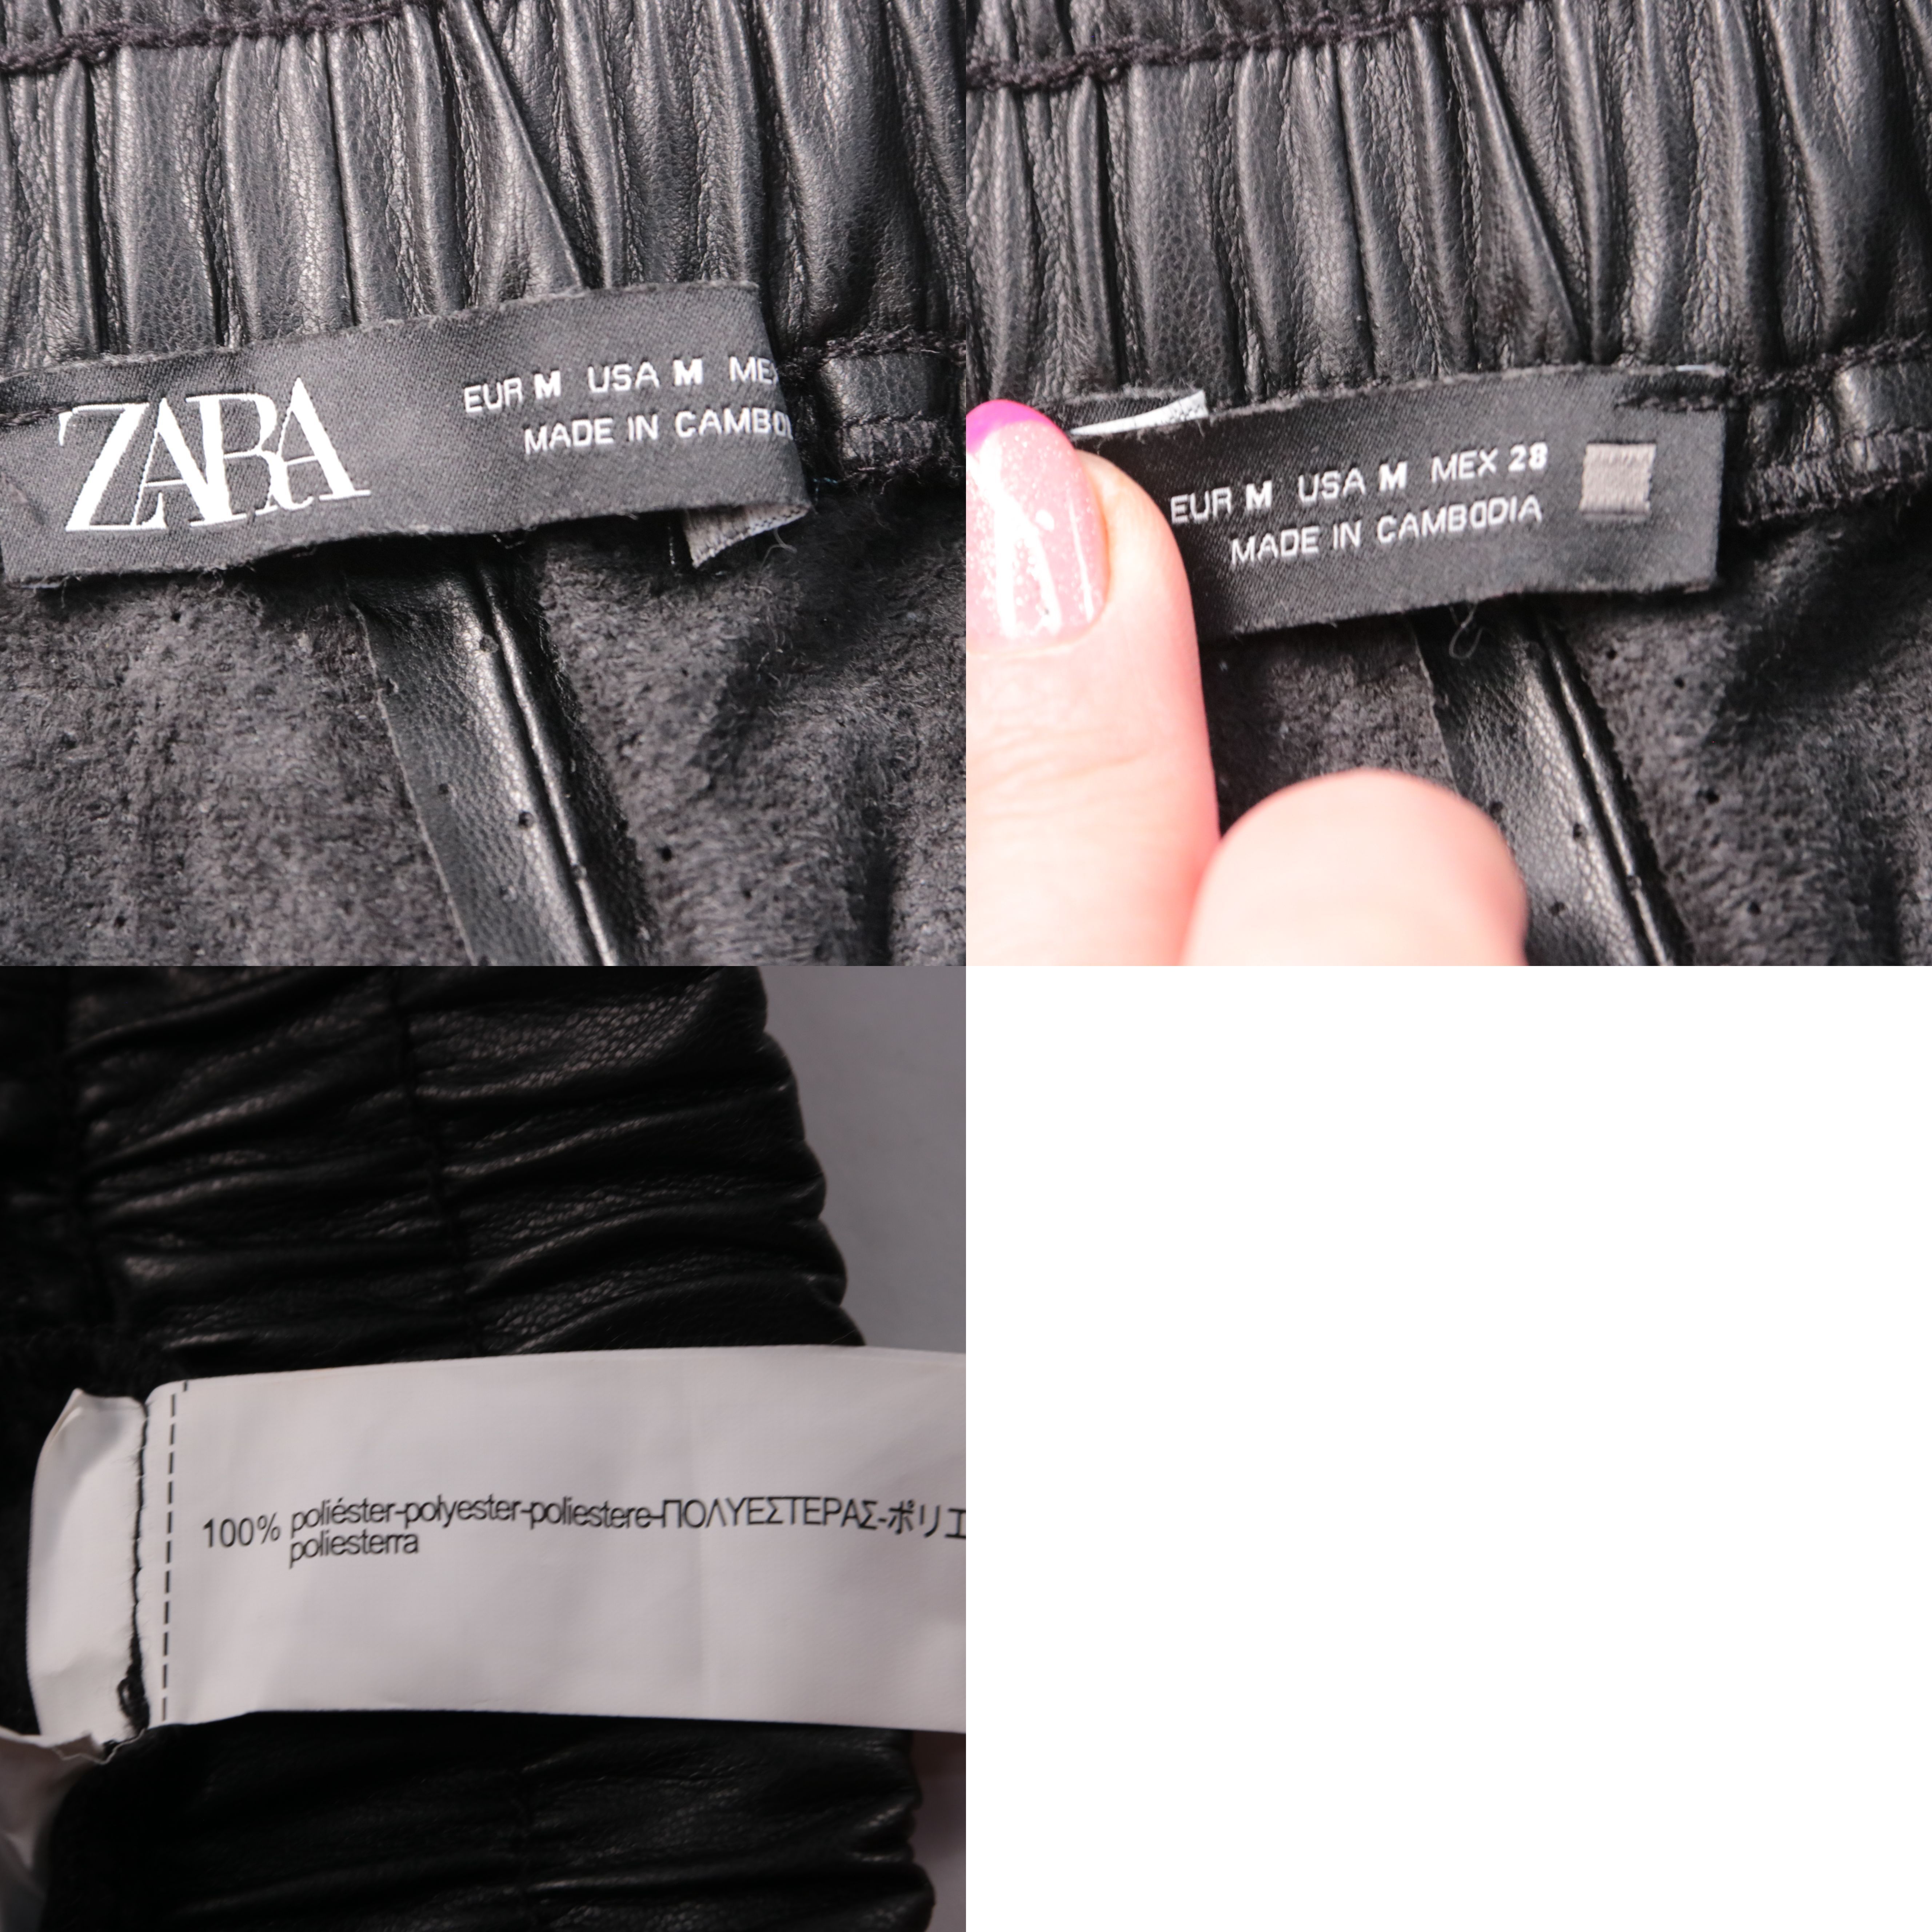 ZARA
EUR M USA M MEX
MADE IN CAMBO
EUR M USA M MEX 28
MADE IN CAMBODIA
100% poliéster-polyester-poliestere-ΠΟΛΥΕΣΤΕΡΑΣ-ポリエ
poliesterra